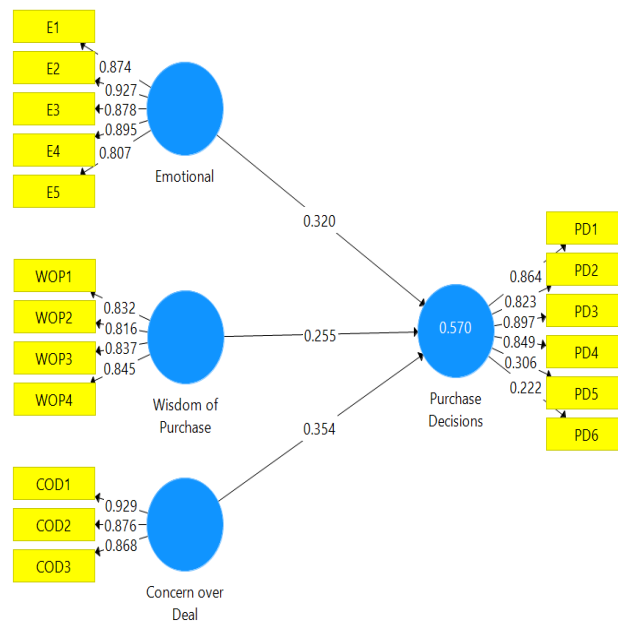 E1
E2
E3
E4
E5
0.874
0.927
0.878
0.895
0.807
Emotional
0.320
WOP1
WOP2
WOP3
WOP4
0.832
0.816
0.837
0.845
Wisdom of
Purchase
0.255
COD1
COD2
COD3
0.929
0.876
0.868
Concern over
Deal
0.354
0.570
Purchase
Decisions
0.864
0.823
0.897
0.849
0.306
0.222
PD1
PD2
PD3
PD4
PD5
PD6